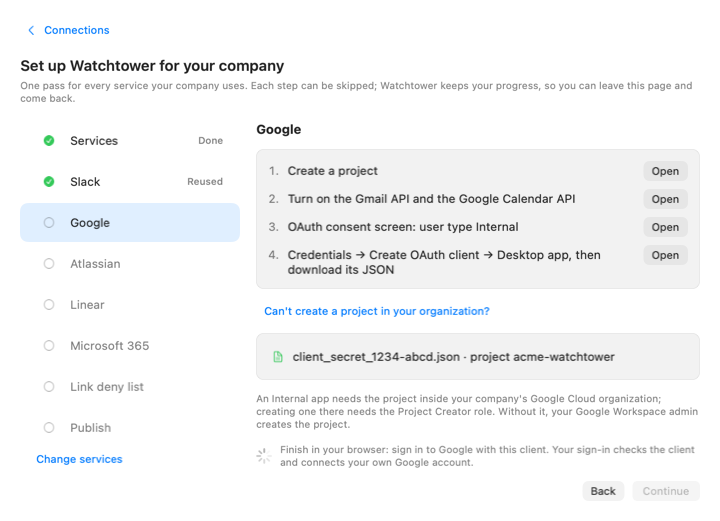 Connections
Set up Watchtower for your company
One pass for every service your company uses. Each step can be skipped; Watchtower keeps your progress, so you can leave this page and
come back.
Services Done
Slack Reused
Google
Atlassian
Linear
Microsoft 365
Link deny list
Publish
Change services
Google
1. Create a project Open
2. Turn on the Gmail API and the Google Calendar API Open
3. OAuth consent screen: user type Internal Open
4. Credentials → Create OAuth client → Desktop app, then Open
download its JSON
Can't create a project in your organization?
client_secret_1234-abcd.json · project acme-watchtower
An Internal app needs the project inside your company's Google Cloud organization;
creating one there needs the Project Creator role. Without it, your Google Workspace admin
creates the project.
Finish in your browser: sign in to Google with this client. Your sign-in checks the client
and connects your own Google account.
Back Continue